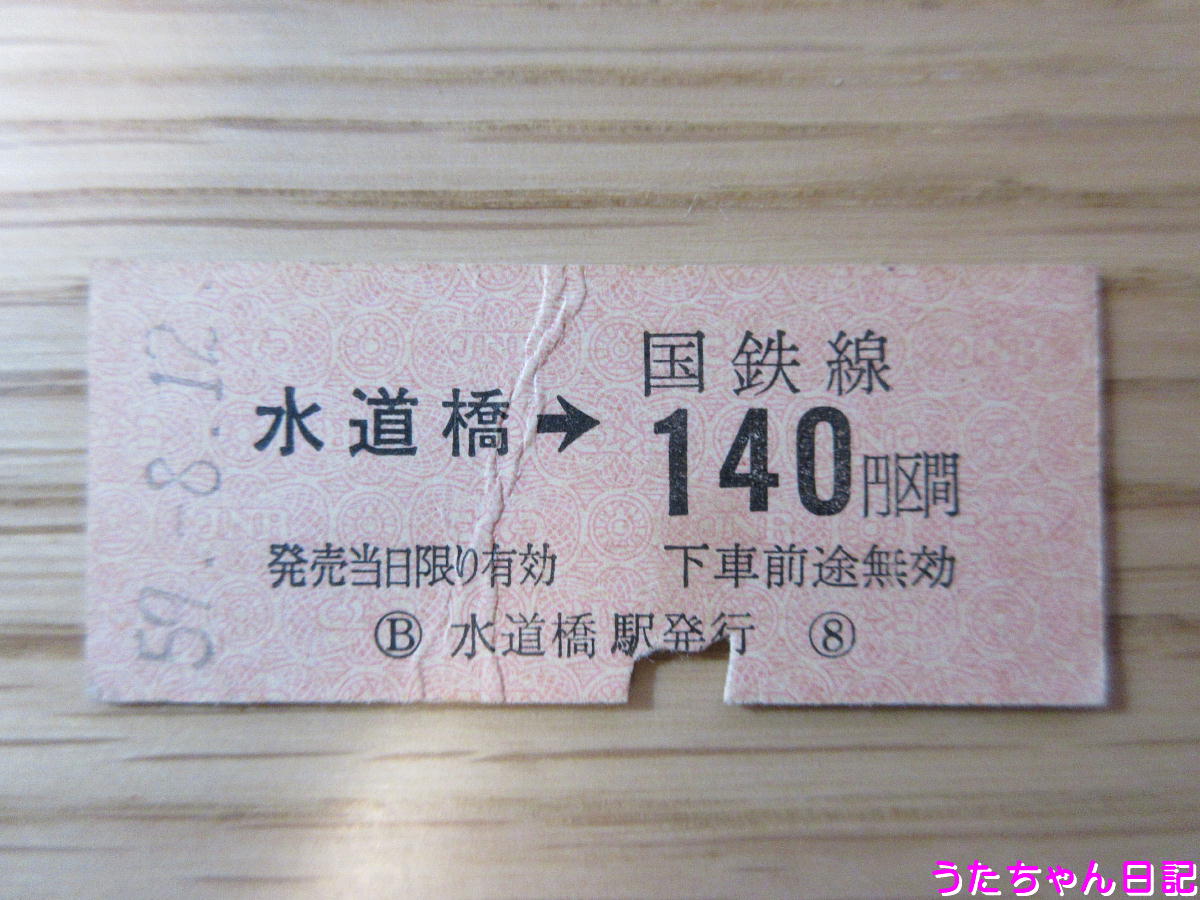 59.-8.12
水道橋→
国鉄線
140円区間
発売当日限り有効 下車前途無効
Ⓑ 水道橋駅発行 ⑧
うたちゃん日記